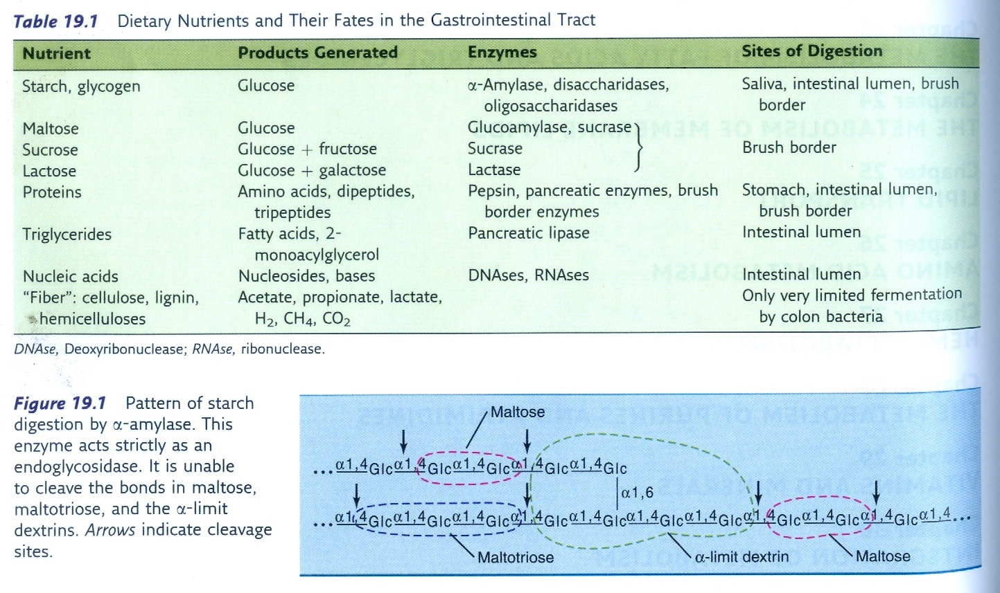 Table 19.1 Dietary Nutrients and Their Fates in the Gastrointestinal Tract
Nutrient Products Generated Enzymes Sites of Digestion
Starch, glycogen Glucose α-Amylase, disaccharidases, Saliva, intestinal lumen, brush
oligosaccharidases border
Maltose Glucose Glucoamylase, sucrase
Sucrose Glucose + fructose Sucrase Brush border
Lactose Glucose + galactose Lactase
Proteins Amino acids, dipeptides, Pepsin, pancreatic enzymes, brush Stomach, intestinal lumen,
tripeptides border enzymes brush border
Triglycerides Fatty acids, 2- Pancreatic lipase Intestinal lumen
monoacylglycerol
Nucleic acids Nucleosides, bases DNAses, RNAses Intestinal lumen
“Fiber”: cellulose, lignin, Acetate, propionate, lactate, Only very limited fermentation
hemicelluloses H₂, CH₄, CO₂ by colon bacteria
DNAse, Deoxyribonuclease; RNAse, ribonuclease.
Figure 19.1 Pattern of starch
digestion by α-amylase. This
enzyme acts strictly as an
endoglycosidase. It is unable
to cleave the bonds in maltose,
maltotriose, and the α-limit
dextrins. Arrows indicate cleavage
sites.
Maltose
...α1,4Glcα1,4Glcα1,4Glcα1,4Glcα1,4Glc
α1,6
...α1,4Glcα1,4Glcα1,4Glcα1,4Glcα1,4Glcα1,4Glcα1,4Glcα1,4Glcα1,4Glcα1,4Glcα1,4...
Maltotriose α-limit dextrin Maltose